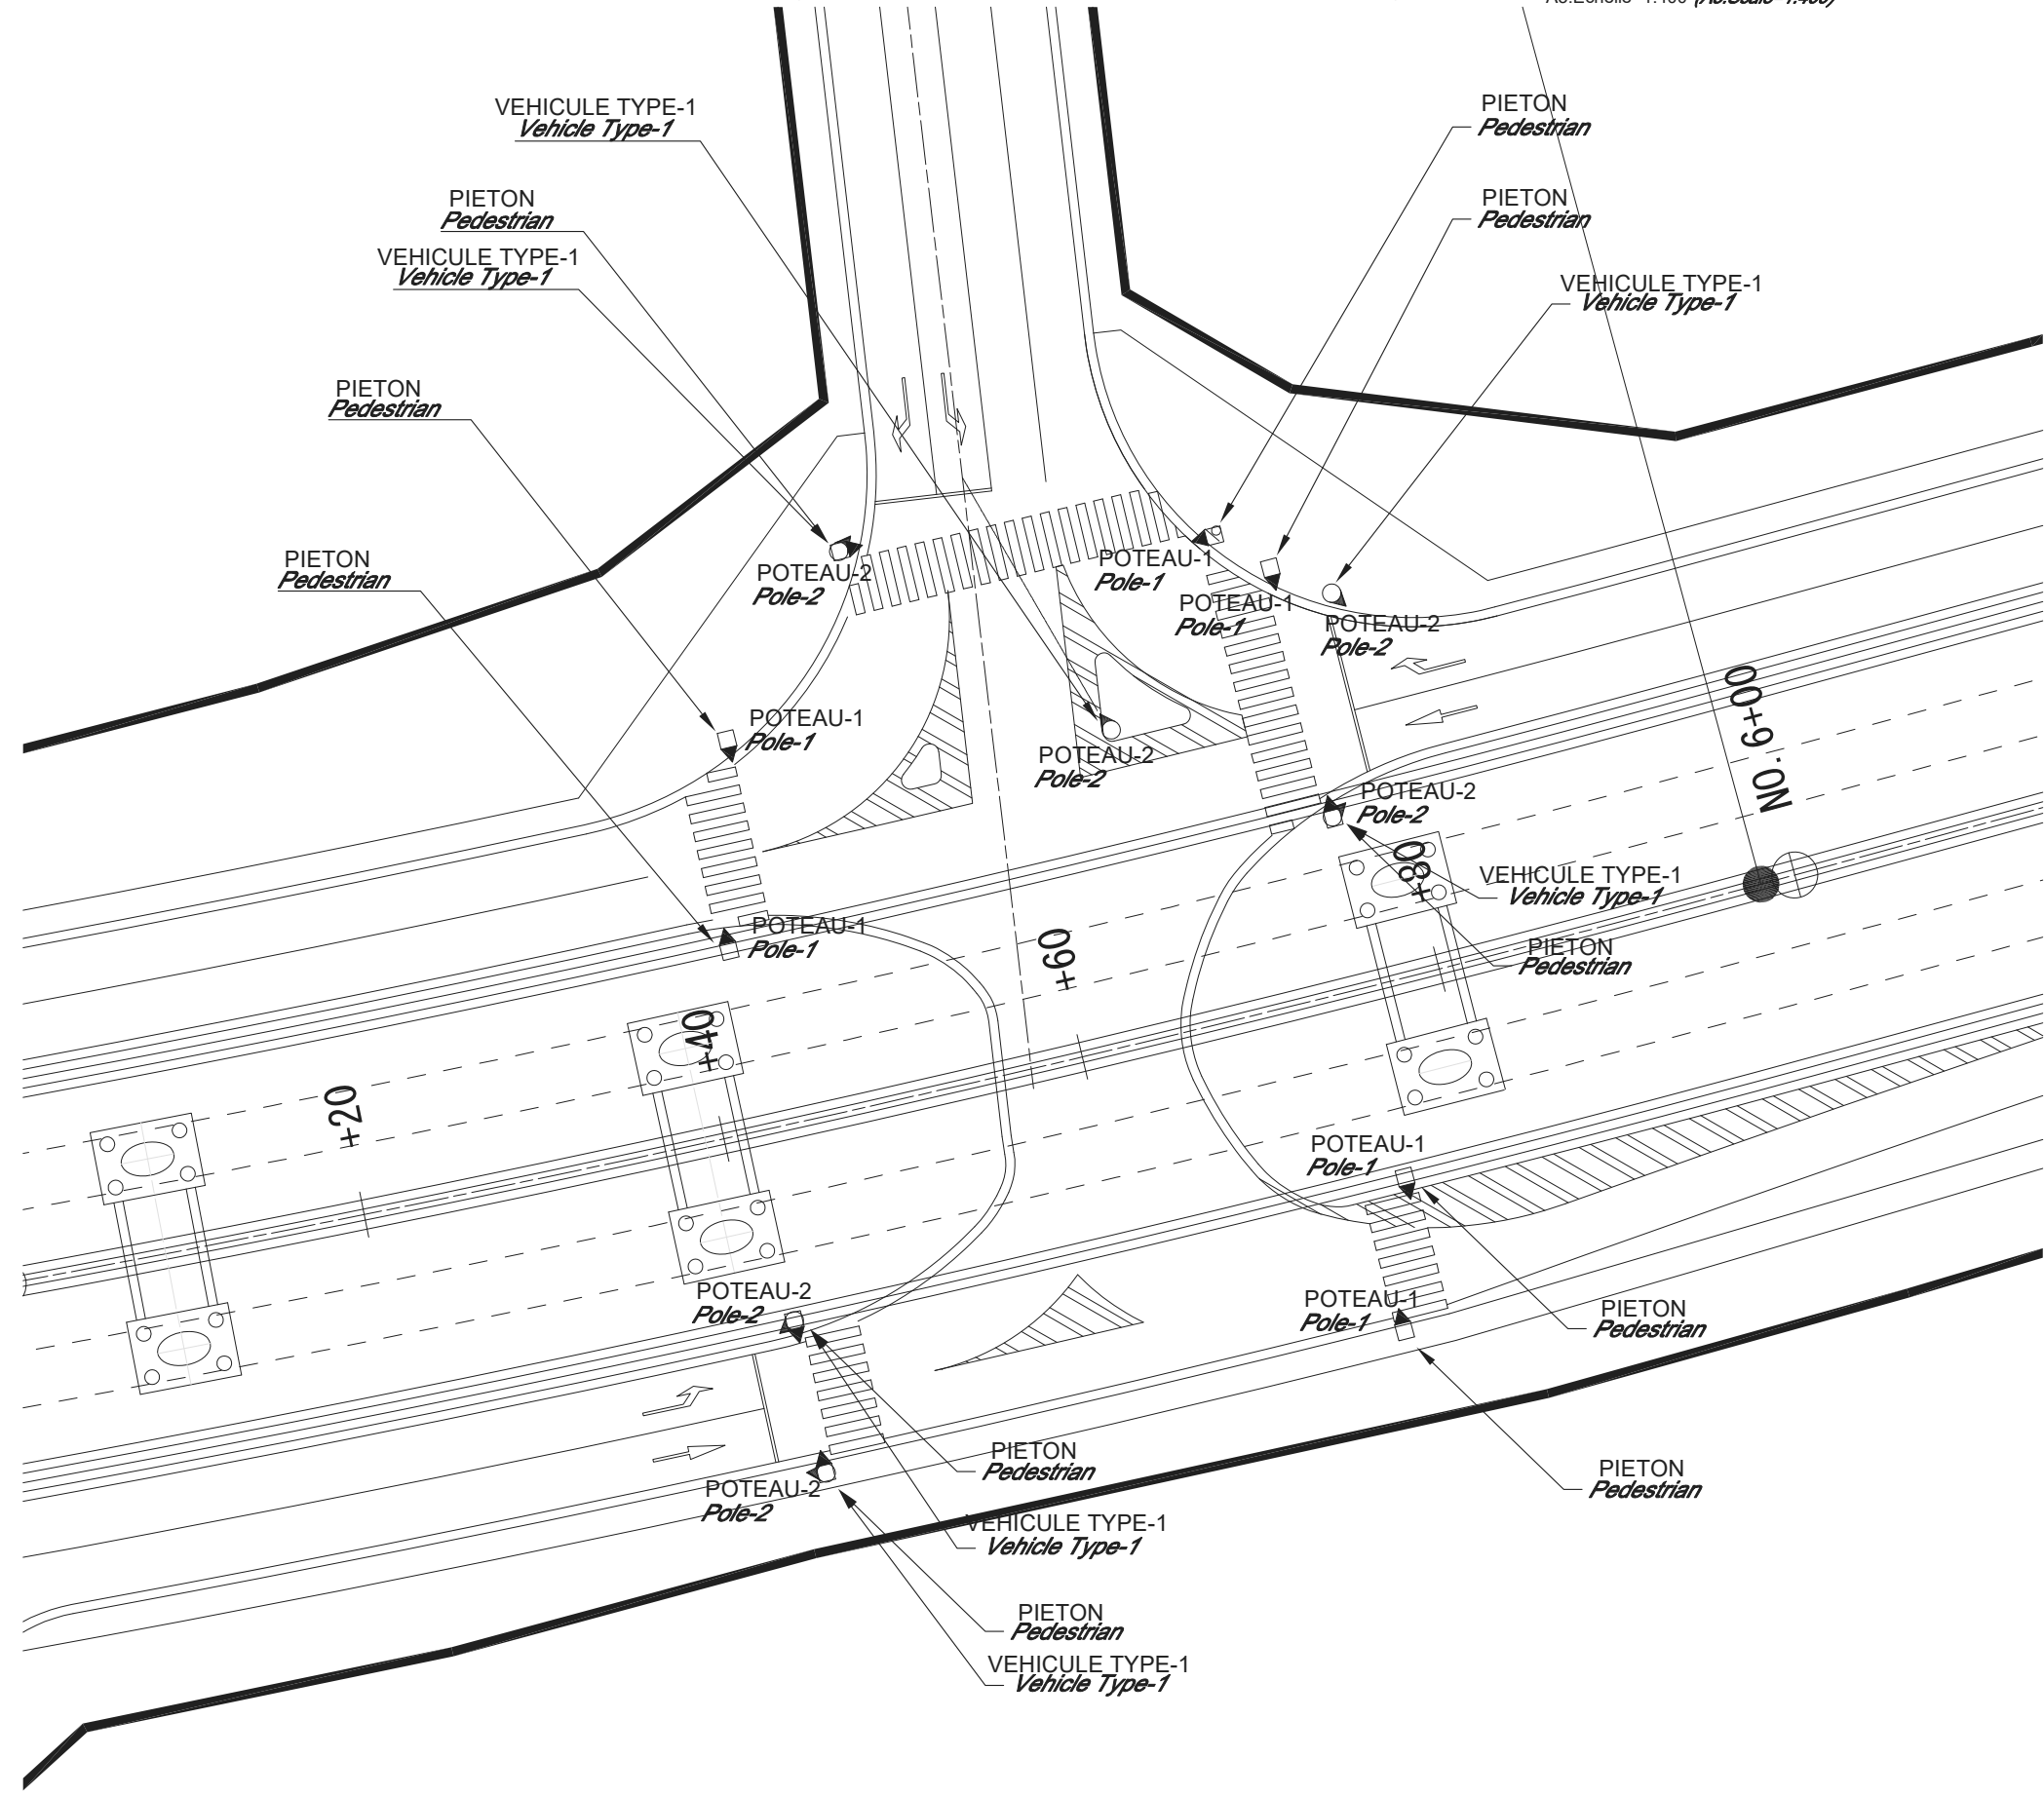 VEHICULE TYPE-1
Vehicle Type-1
PIETON
Pedestrian
PIETON
Pedestrian
VEHICULE TYPE-1
Vehicle Type-1
PIETON
Pedestrian
VEHICULE TYPE-1
Vehicle Type-1
PIETON
Pedestrian
PIETON
Pedestrian
POTEAU-2
Pole-2
POTEAU-1
Pole-1
POTEAU-1
Pole-1
POTEAU-2
Pole-2
POTEAU-1
Pole-1
POTEAU-2
Pole-2
NO.6+00
POTEAU-2
Pole-2
+80
VEHICULE TYPE-1
Vehicle Type-1
POTEAU-1
Pole-1
+60
PIETON
Pedestrian
+40
+20
POTEAU-1
Pole-1
POTEAU-2
Pole-2
POTEAU-1
Pole-1
PIETON
Pedestrian
PIETON
Pedestrian
PIETON
Pedestrian
POTEAU-2
Pole-2
VEHICULE TYPE-1
Vehicle Type-1
PIETON
Pedestrian
VEHICULE TYPE-1
Vehicle Type-1